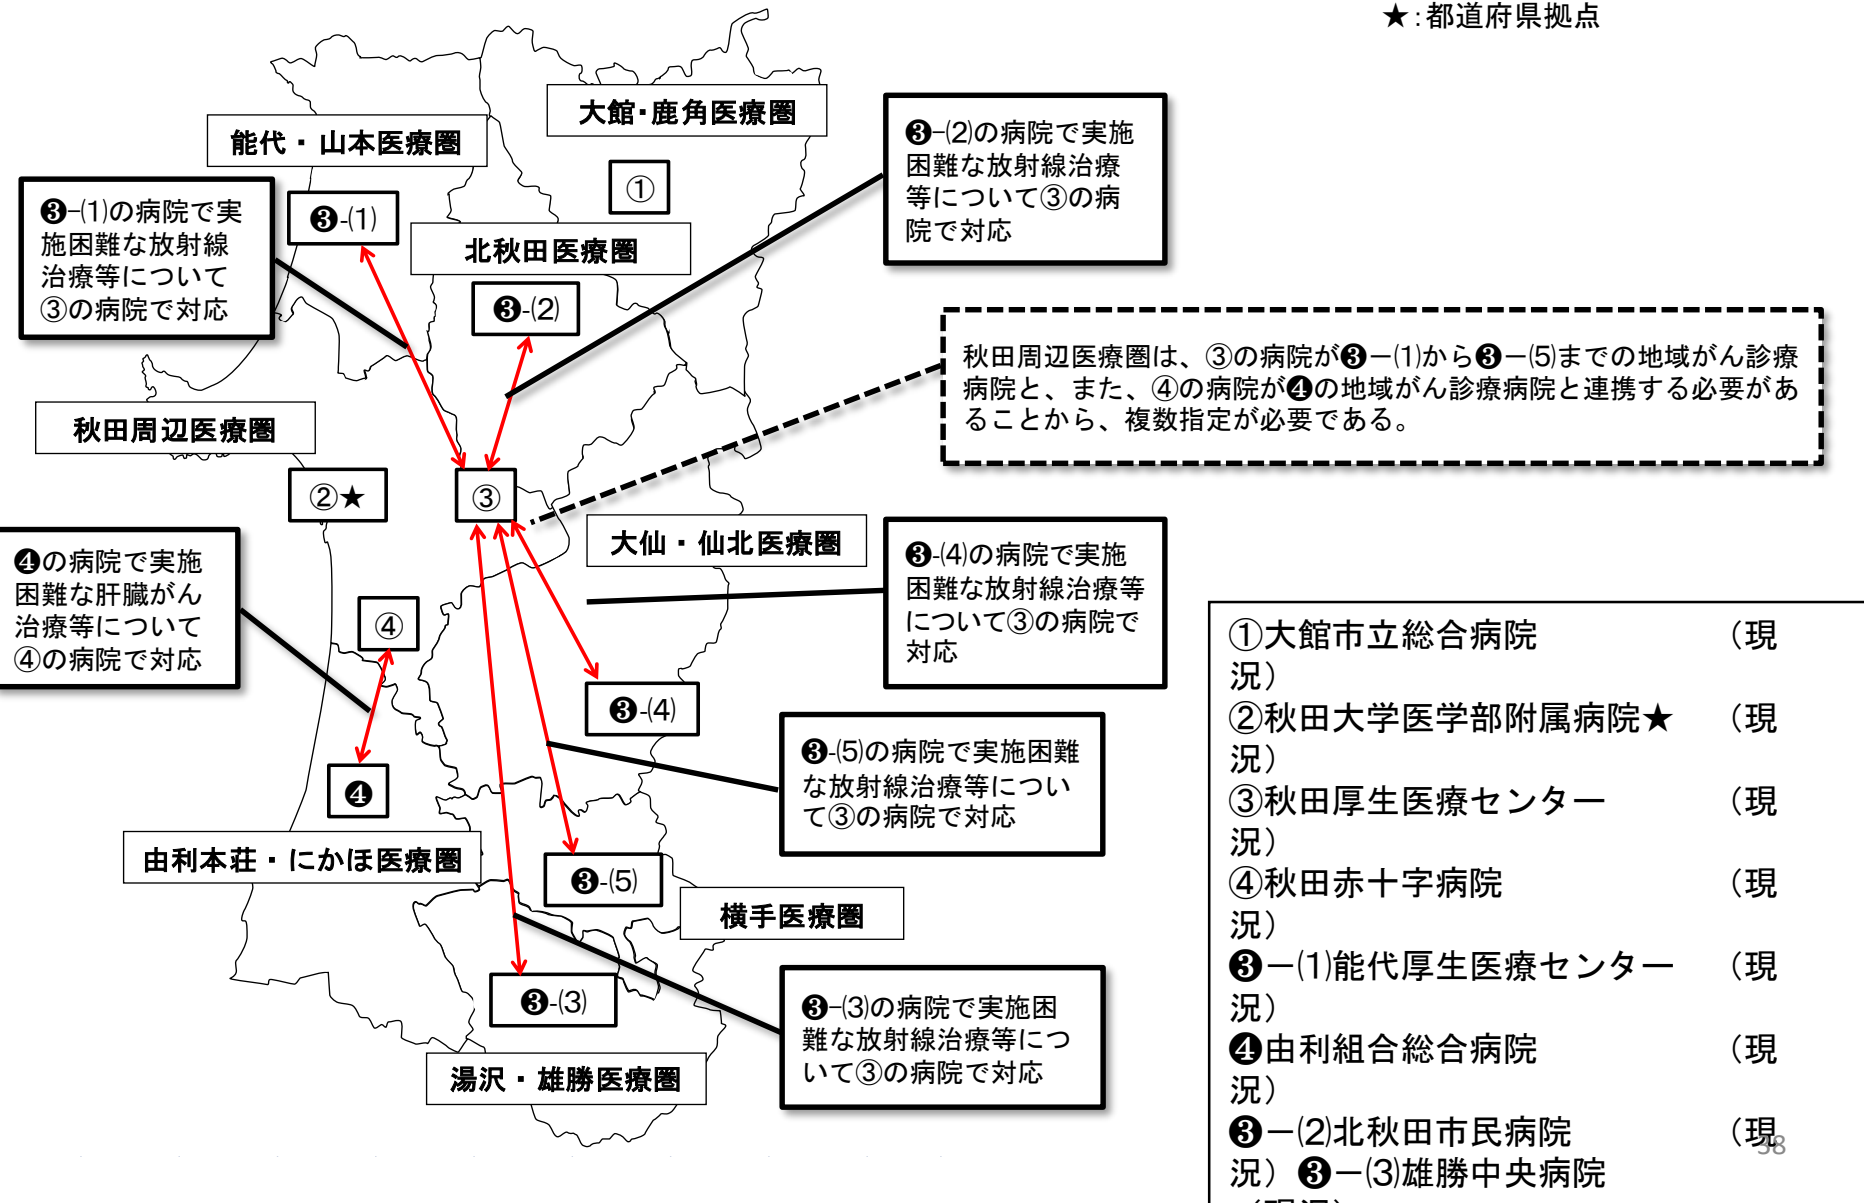 ★:都道府県拠点
大館・鹿角医療圏
能代・山本医療圏
❸-⑵の病院で実施
困難な放射線治療
等について③の病
院で対応
①
❸-⑴の病院で実
施困難な放射線
治療等について
③の病院で対応
❸-⑴
北秋田医療圏
❸-⑵
秋田周辺医療圏は、③の病院が❸－⑴から❸－⑸までの地域がん診療
病院と、また、④の病院が❹の地域がん診療病院と連携する必要があ
ることから、複数指定が必要である。
秋田周辺医療圏
②★
③
大仙・仙北医療圏
❸-⑷の病院で実施
困難な放射線治療等
について③の病院で
対応
❹の病院で実施
困難な肝臓がん
治療等について
④の病院で対応
④
❸-⑷
❸-⑸の病院で実施困難
な放射線治療等につい
て③の病院で対応
❹
由利本荘・にかほ医療圏
❸-⑸
横手医療圏
❸-⑶
❸-⑶の病院で実施困
難な放射線治療等につ
いて③の病院で対応
湯沢・雄勝医療圏
①大館市立総合病院 （現
況）
②秋田大学医学部附属病院★ （現
況）
③秋田厚生医療センター （現
況）
④秋田赤十字病院 （現
況）
❸－⑴能代厚生医療センター （現
況）
❹由利組合総合病院 （現
況）
❸－⑵北秋田市民病院 （現
況）❸－⑶雄勝中央病院
38